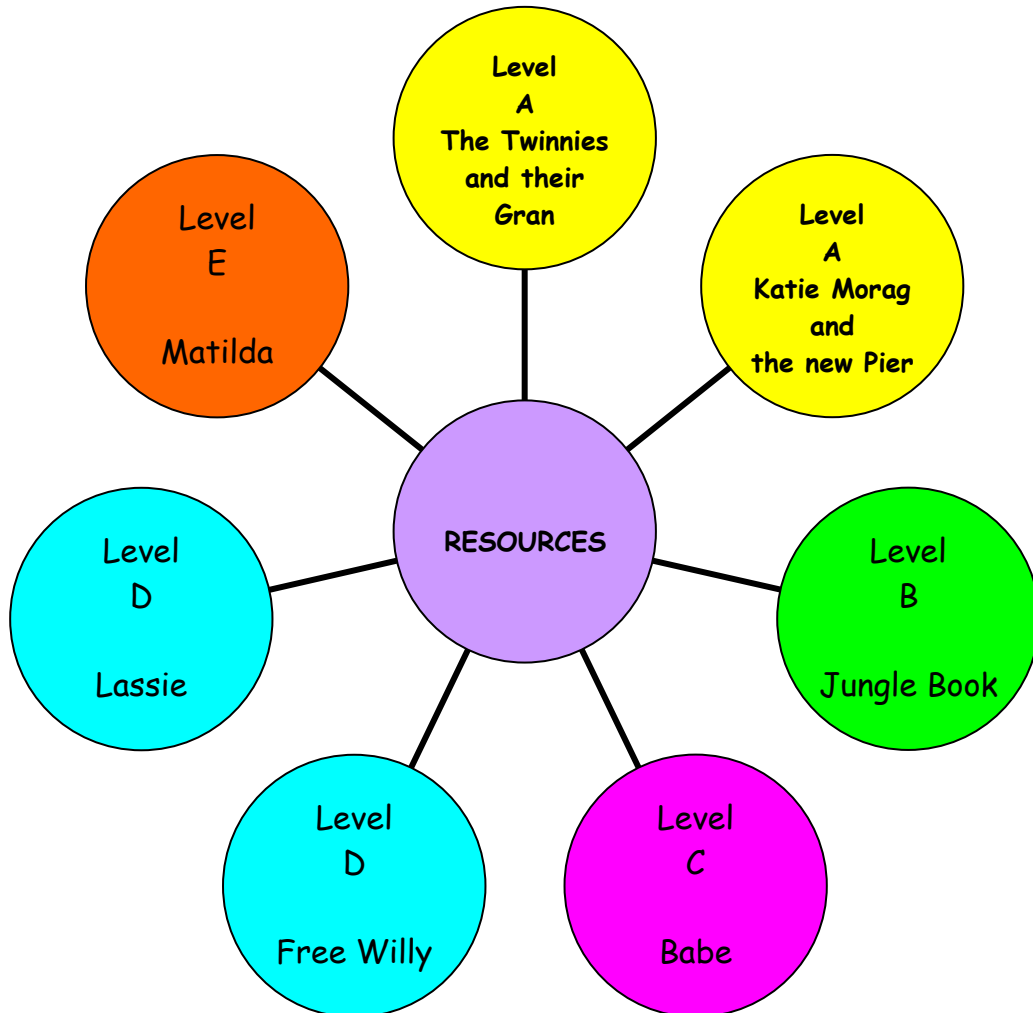 Level
A
The Twinnies
and their
Gran
Level
A
Katie Morag
and
the new Pier
Level
B
Jungle Book
Level
C
Babe
Level
D
Free Willy
Level
D
Lassie
Level
E
Matilda
RESOURCES